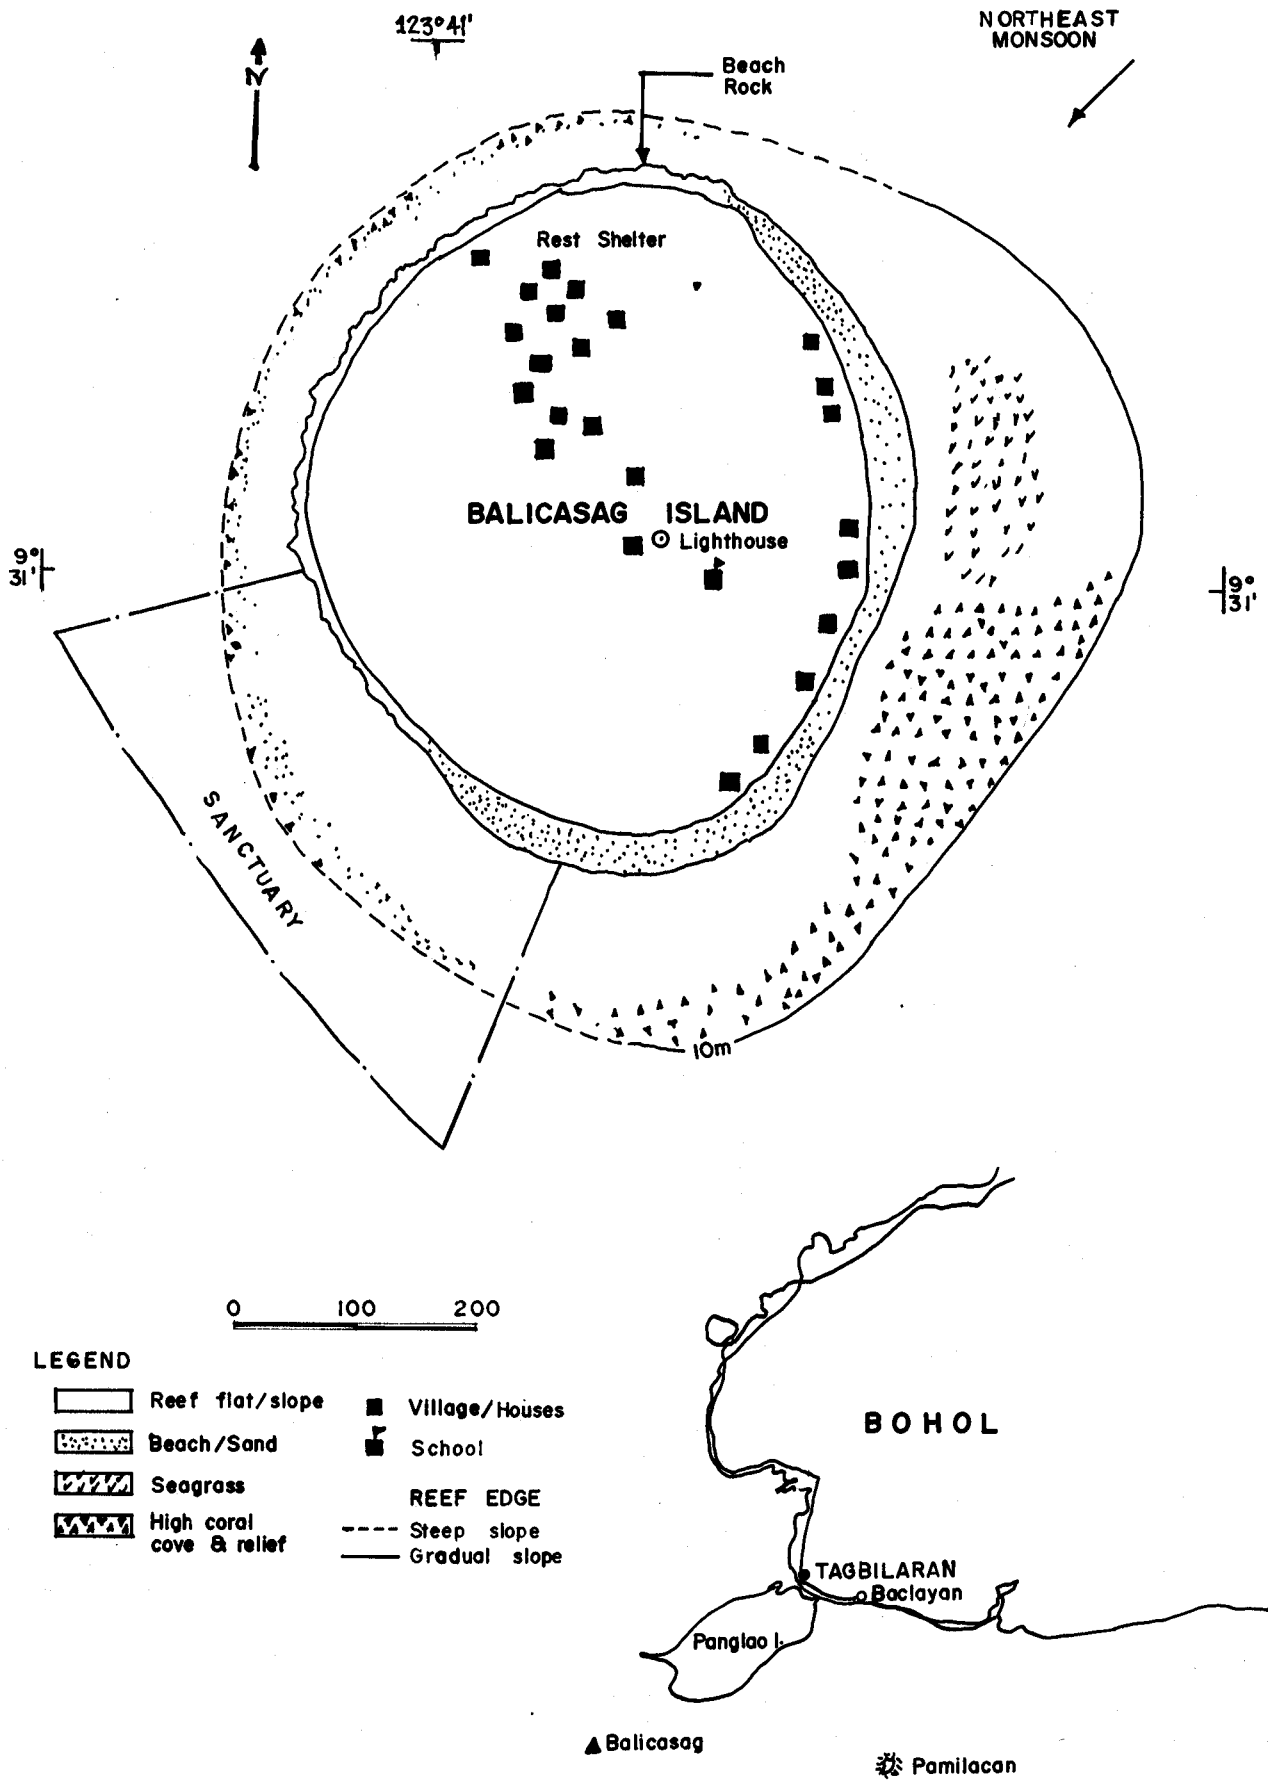 123°41'
NORTHEAST
MONSOON
N
Beach
Rock
Rest Shelter
BALICASAG ISLAND
Lighthouse
9°
31'
9°
31'
SANCTUARY
10m
0 100 200
LEGEND
Reef flat/slope
Beach/Sand
Seagrass
High coral
cove & relief
Village/Houses
School
REEF EDGE
Steep slope
Gradual slope
BOHOL
TAGBILARAN
Baclayan
Panglao I.
Balicasag
Pamilacan